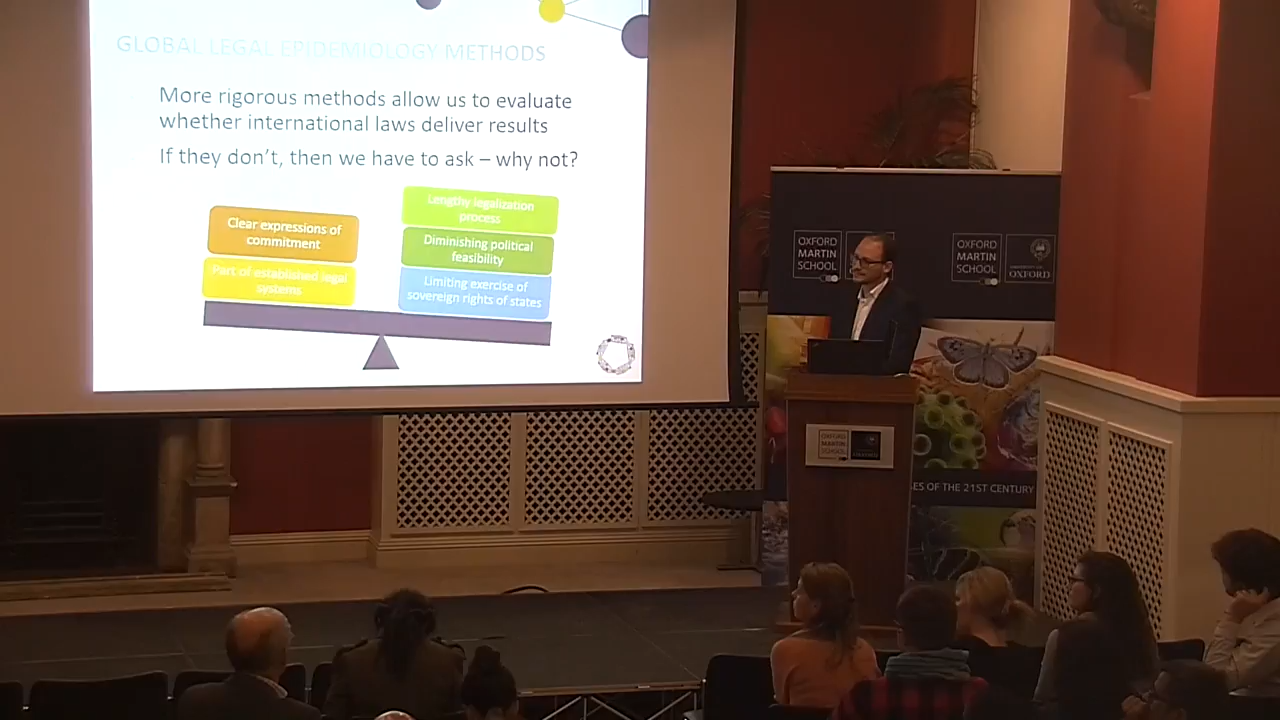 GLOBAL LEGAL EPIDEMIOLOGY METHODS
More rigorous methods allow us to evaluate
whether international laws deliver results
If they don't, then we have to ask – why not?
Clear expressions of
commitment
Part of established legal
systems
Lengthy legalization
process
Diminishing political
feasibility
Limiting exercise of
sovereign rights of states
OXFORD
MARTIN
SCHOOL
OXFORD
MARTIN
SCHOOL
UNIVERSITY OF
OXFORD
OXFORD
MARTIN
SCHOOL
ES OF THE 21ST CENTURY